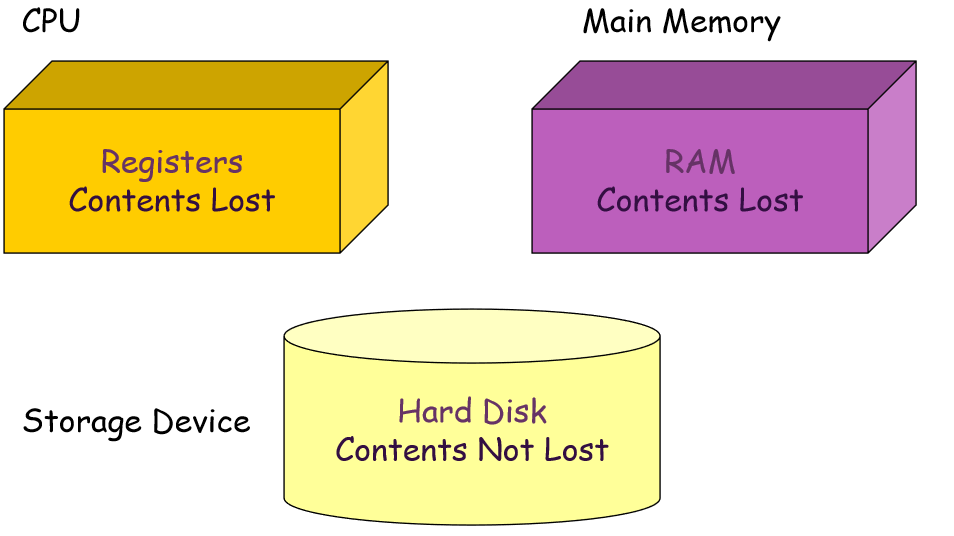 CPU
Main Memory
Registers
Contents Lost
RAM
Contents Lost
Storage Device
Hard Disk
Contents Not Lost